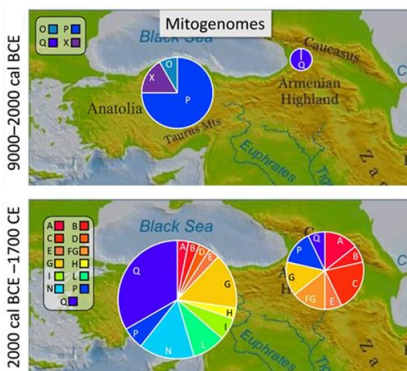 9000–2000 cal BCE
Mitogenomes
O P
Q X
Black Sea
O
X
P
Q
Caucasus
Armenian
Highland
Anatolia
Taurus Mts
Euphrates
Z a
2000 cal BCE –1700 CE
A B
C D
E FG
G H
I L
N P
Q
Black Sea
A B D E
Q
G
H
I
P
N
L
Q
A
P
B
G
C
FG
E
Euphrates
Z a